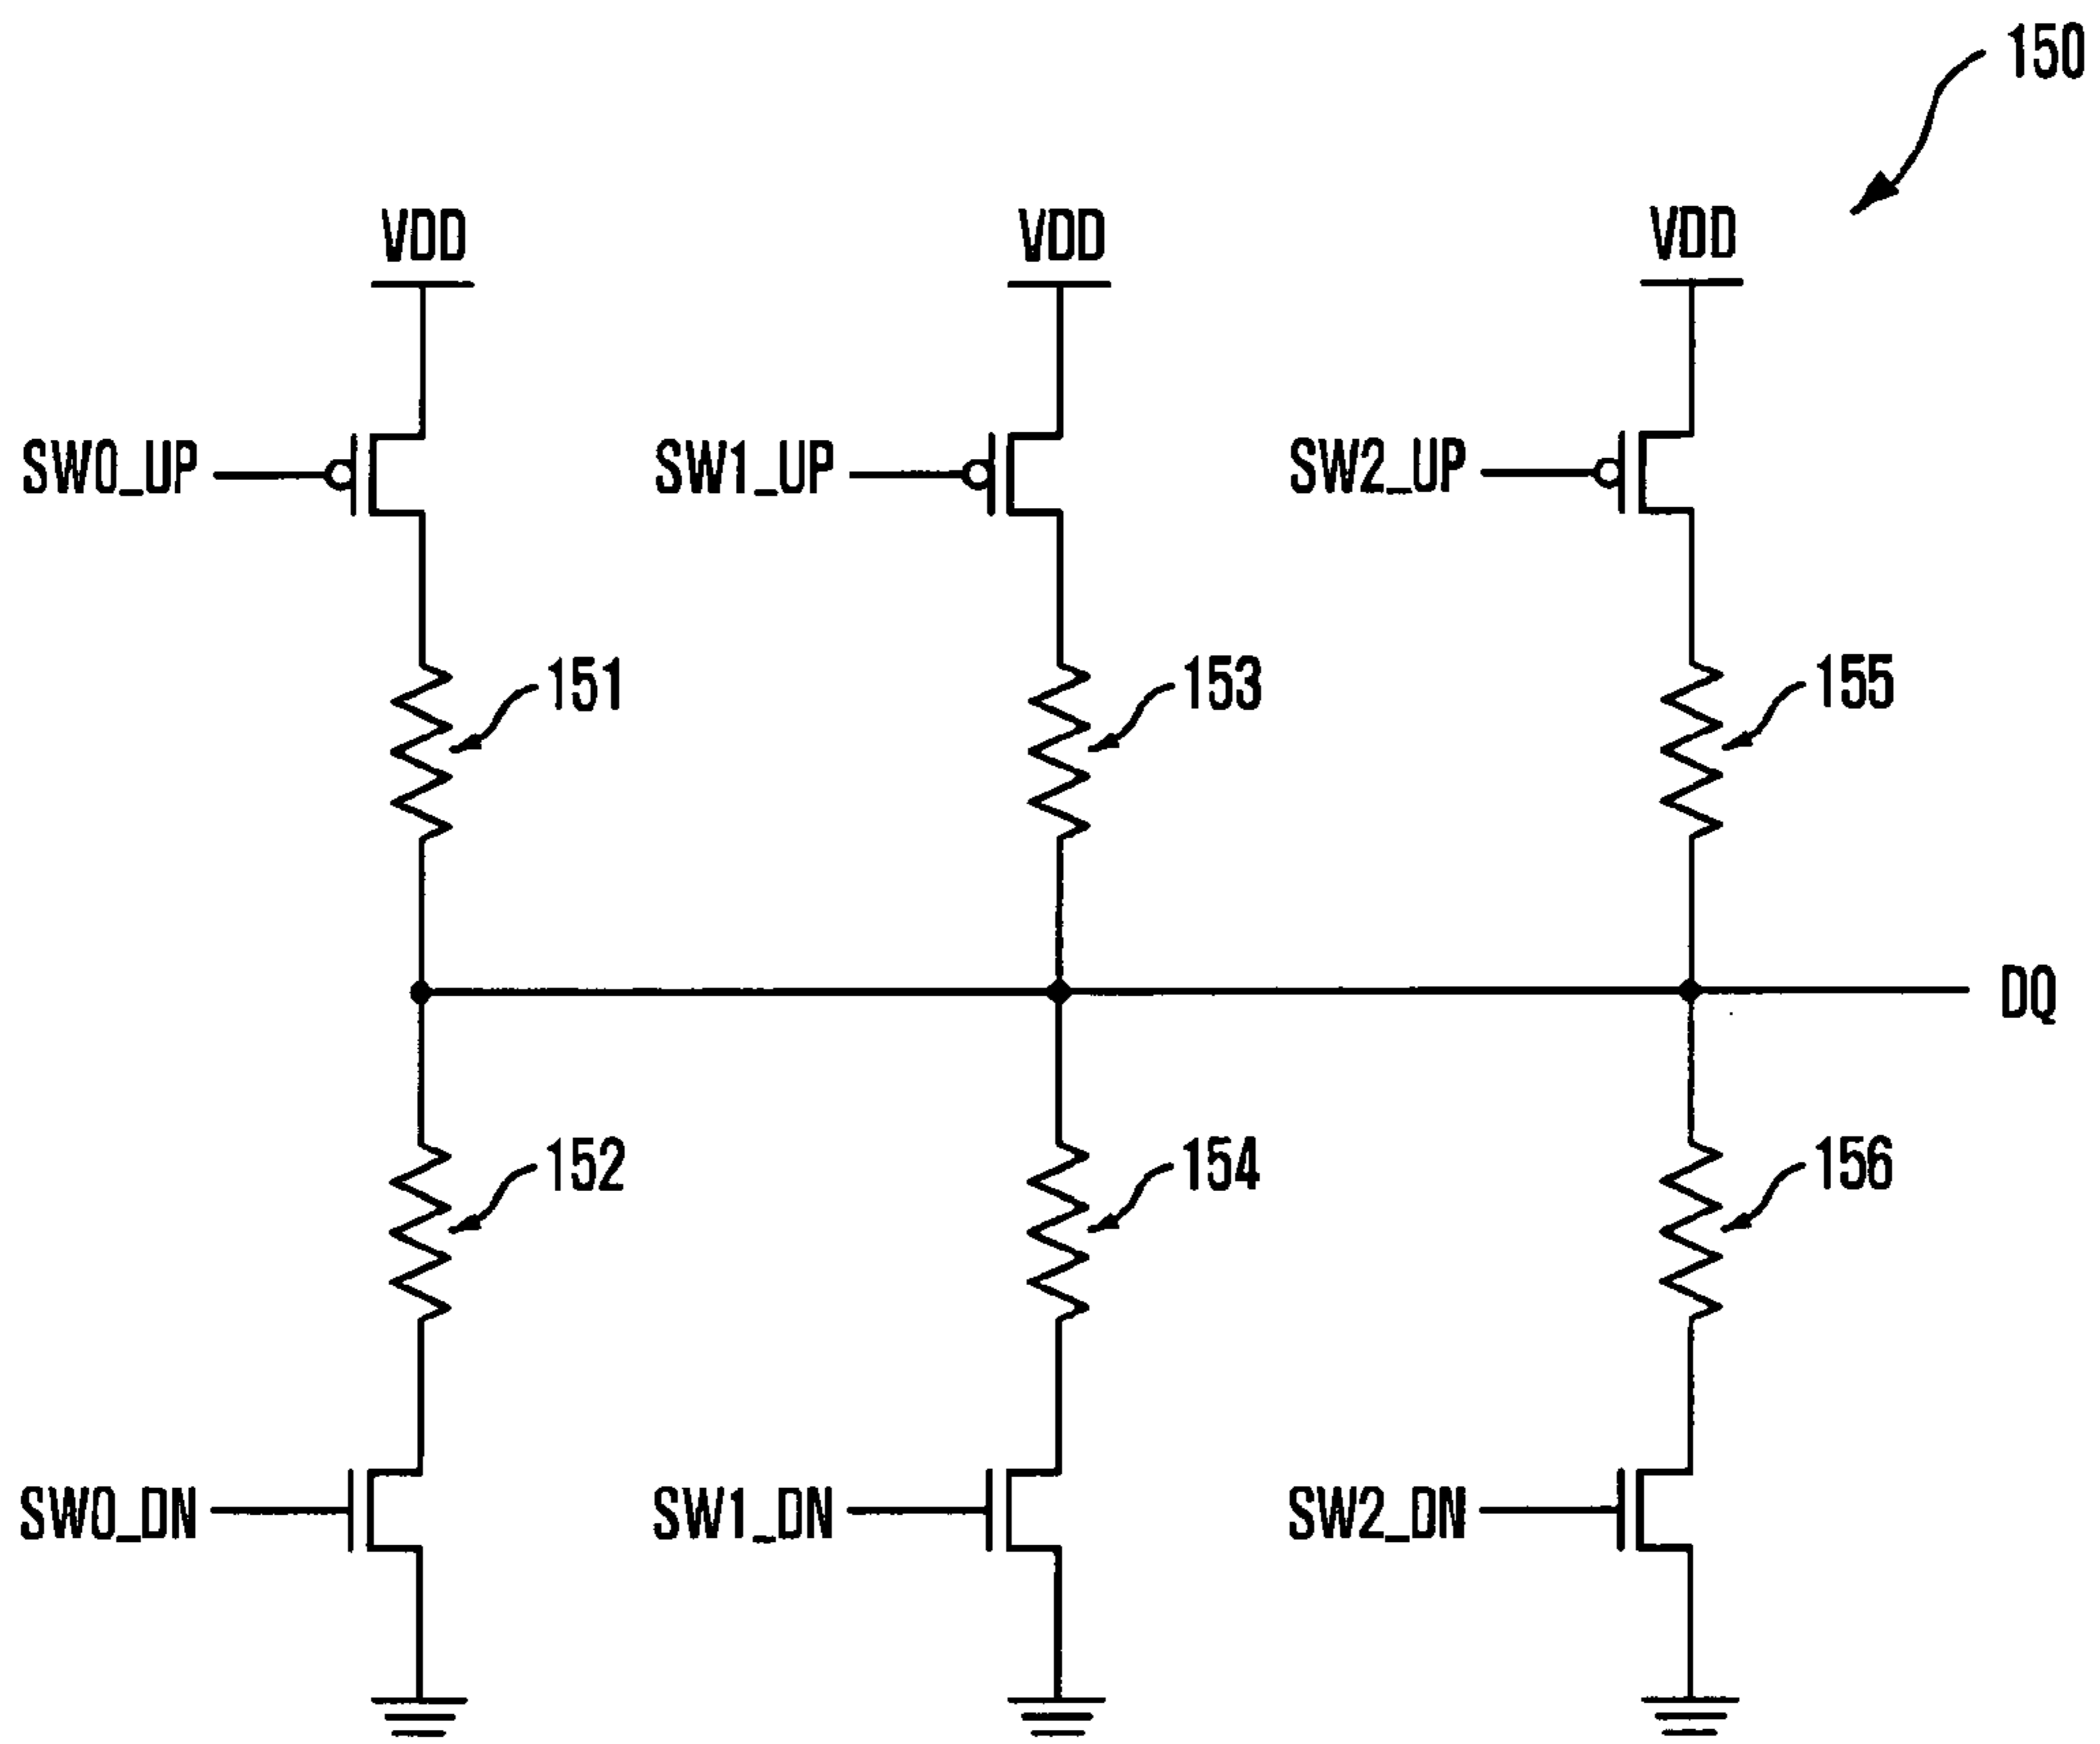 150
VDD VDD VDD
SW0_UP SW1_UP SW2_UP
151 153 155
DQ
152 154 156
SW0_DN SW1_DN SW2_DN